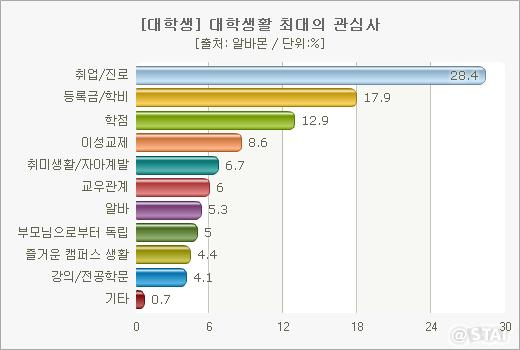 [대학생] 대학생활 최대의 관심사
[출처: 알바몬 / 단위:%]
취업/진로 28.4
등록금/학비 17.9
학점 12.9
이성교제 8.6
취미생활/자아계발 6.7
교우관계 6
알바 5.3
부모님으로부터 독립 5
즐거운 캠퍼스 생활 4.4
강의/전공학문 4.1
기타 0.7
0 6 12 18 24 30
@STAT